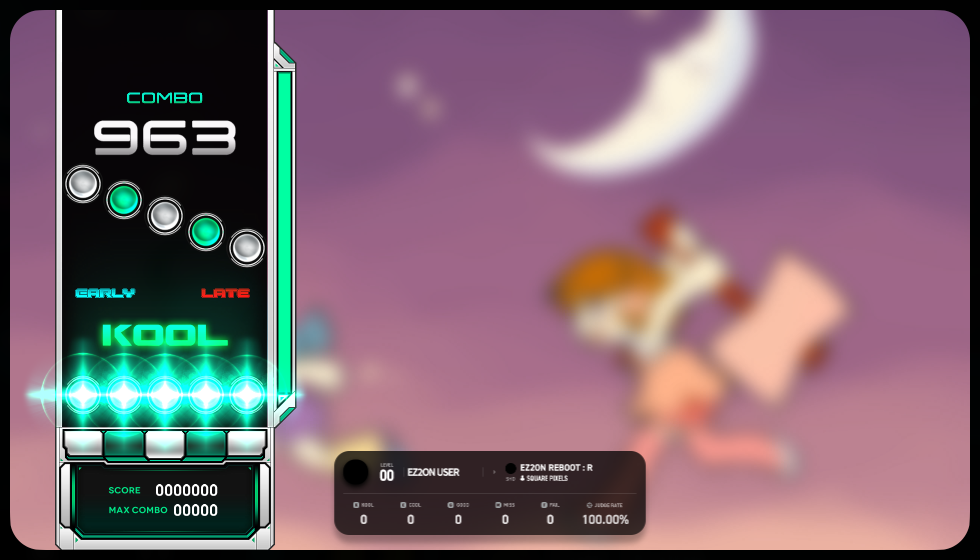 COMBO
963
EARLY LATE
KOOL
SCORE 0000000
MAX COMBO 00000
LEVEL
00 EZ2ON USER
EZ2ON REBOOT : R
SQUARE PIXELS
KOOL COOL GOOD MISS FAIL JUDGE RATE
0 0 0 0 0 100.00%